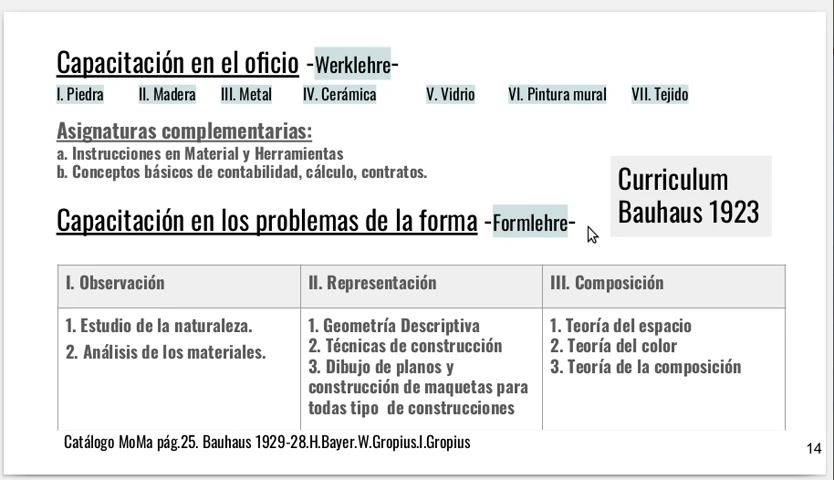 Capacitación en el oficio -Werklehre-
I. Piedra II. Madera III. Metal IV. Cerámica V. Vidrio VI. Pintura mural VII. Tejido
Asignaturas complementarias:
a. Instrucciones en Material y Herramientas
b. Conceptos básicos de contabilidad, cálculo, contratos.
Curriculum
Bauhaus 1923
Capacitación en los problemas de la forma -Formlehre-
I. Observación
1. Estudio de la naturaleza.
2. Análisis de los materiales.
II. Representación
1. Geometría Descriptiva
2. Técnicas de construcción
3. Dibujo de planos y
construcción de maquetas para
todas tipo de construcciones
III. Composición
1. Teoría del espacio
2. Teoría del color
3. Teoría de la composición
Catálogo MoMa pág.25. Bauhaus 1929-28.H.Bayer.W.Gropius.I.Gropius
14